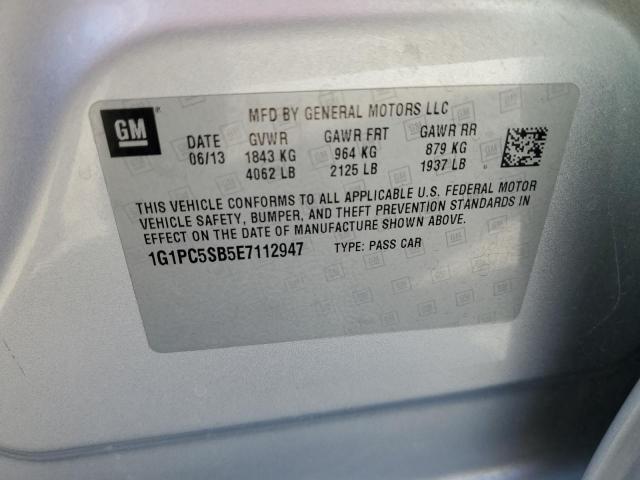 GM
MFD BY GENERAL MOTORS LLC
DATE GVWR GAWR FRT GAWR RR
06/13 1843 KG 964 KG 879 KG
4062 LB 2125 LB 1937 LB
THIS VEHICLE CONFORMS TO ALL APPLICABLE U.S. FEDERAL MOTOR
VEHICLE SAFETY, BUMPER, AND THEFT PREVENTION STANDARDS IN
EFFECT ON THE DATE OF MANUFACTURE SHOWN ABOVE.
1G1PC5SB5E7112947 TYPE: PASS CAR